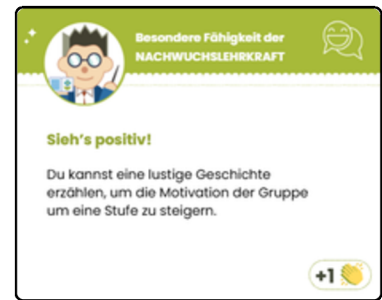 Besondere Fähigkeit der
NACHWUCHSLEHRKRAFT
Sieh's positiv!
Du kannst eine lustige Geschichte
erzählen, um die Motivation der Gruppe
um eine Stufe zu steigern.
+1